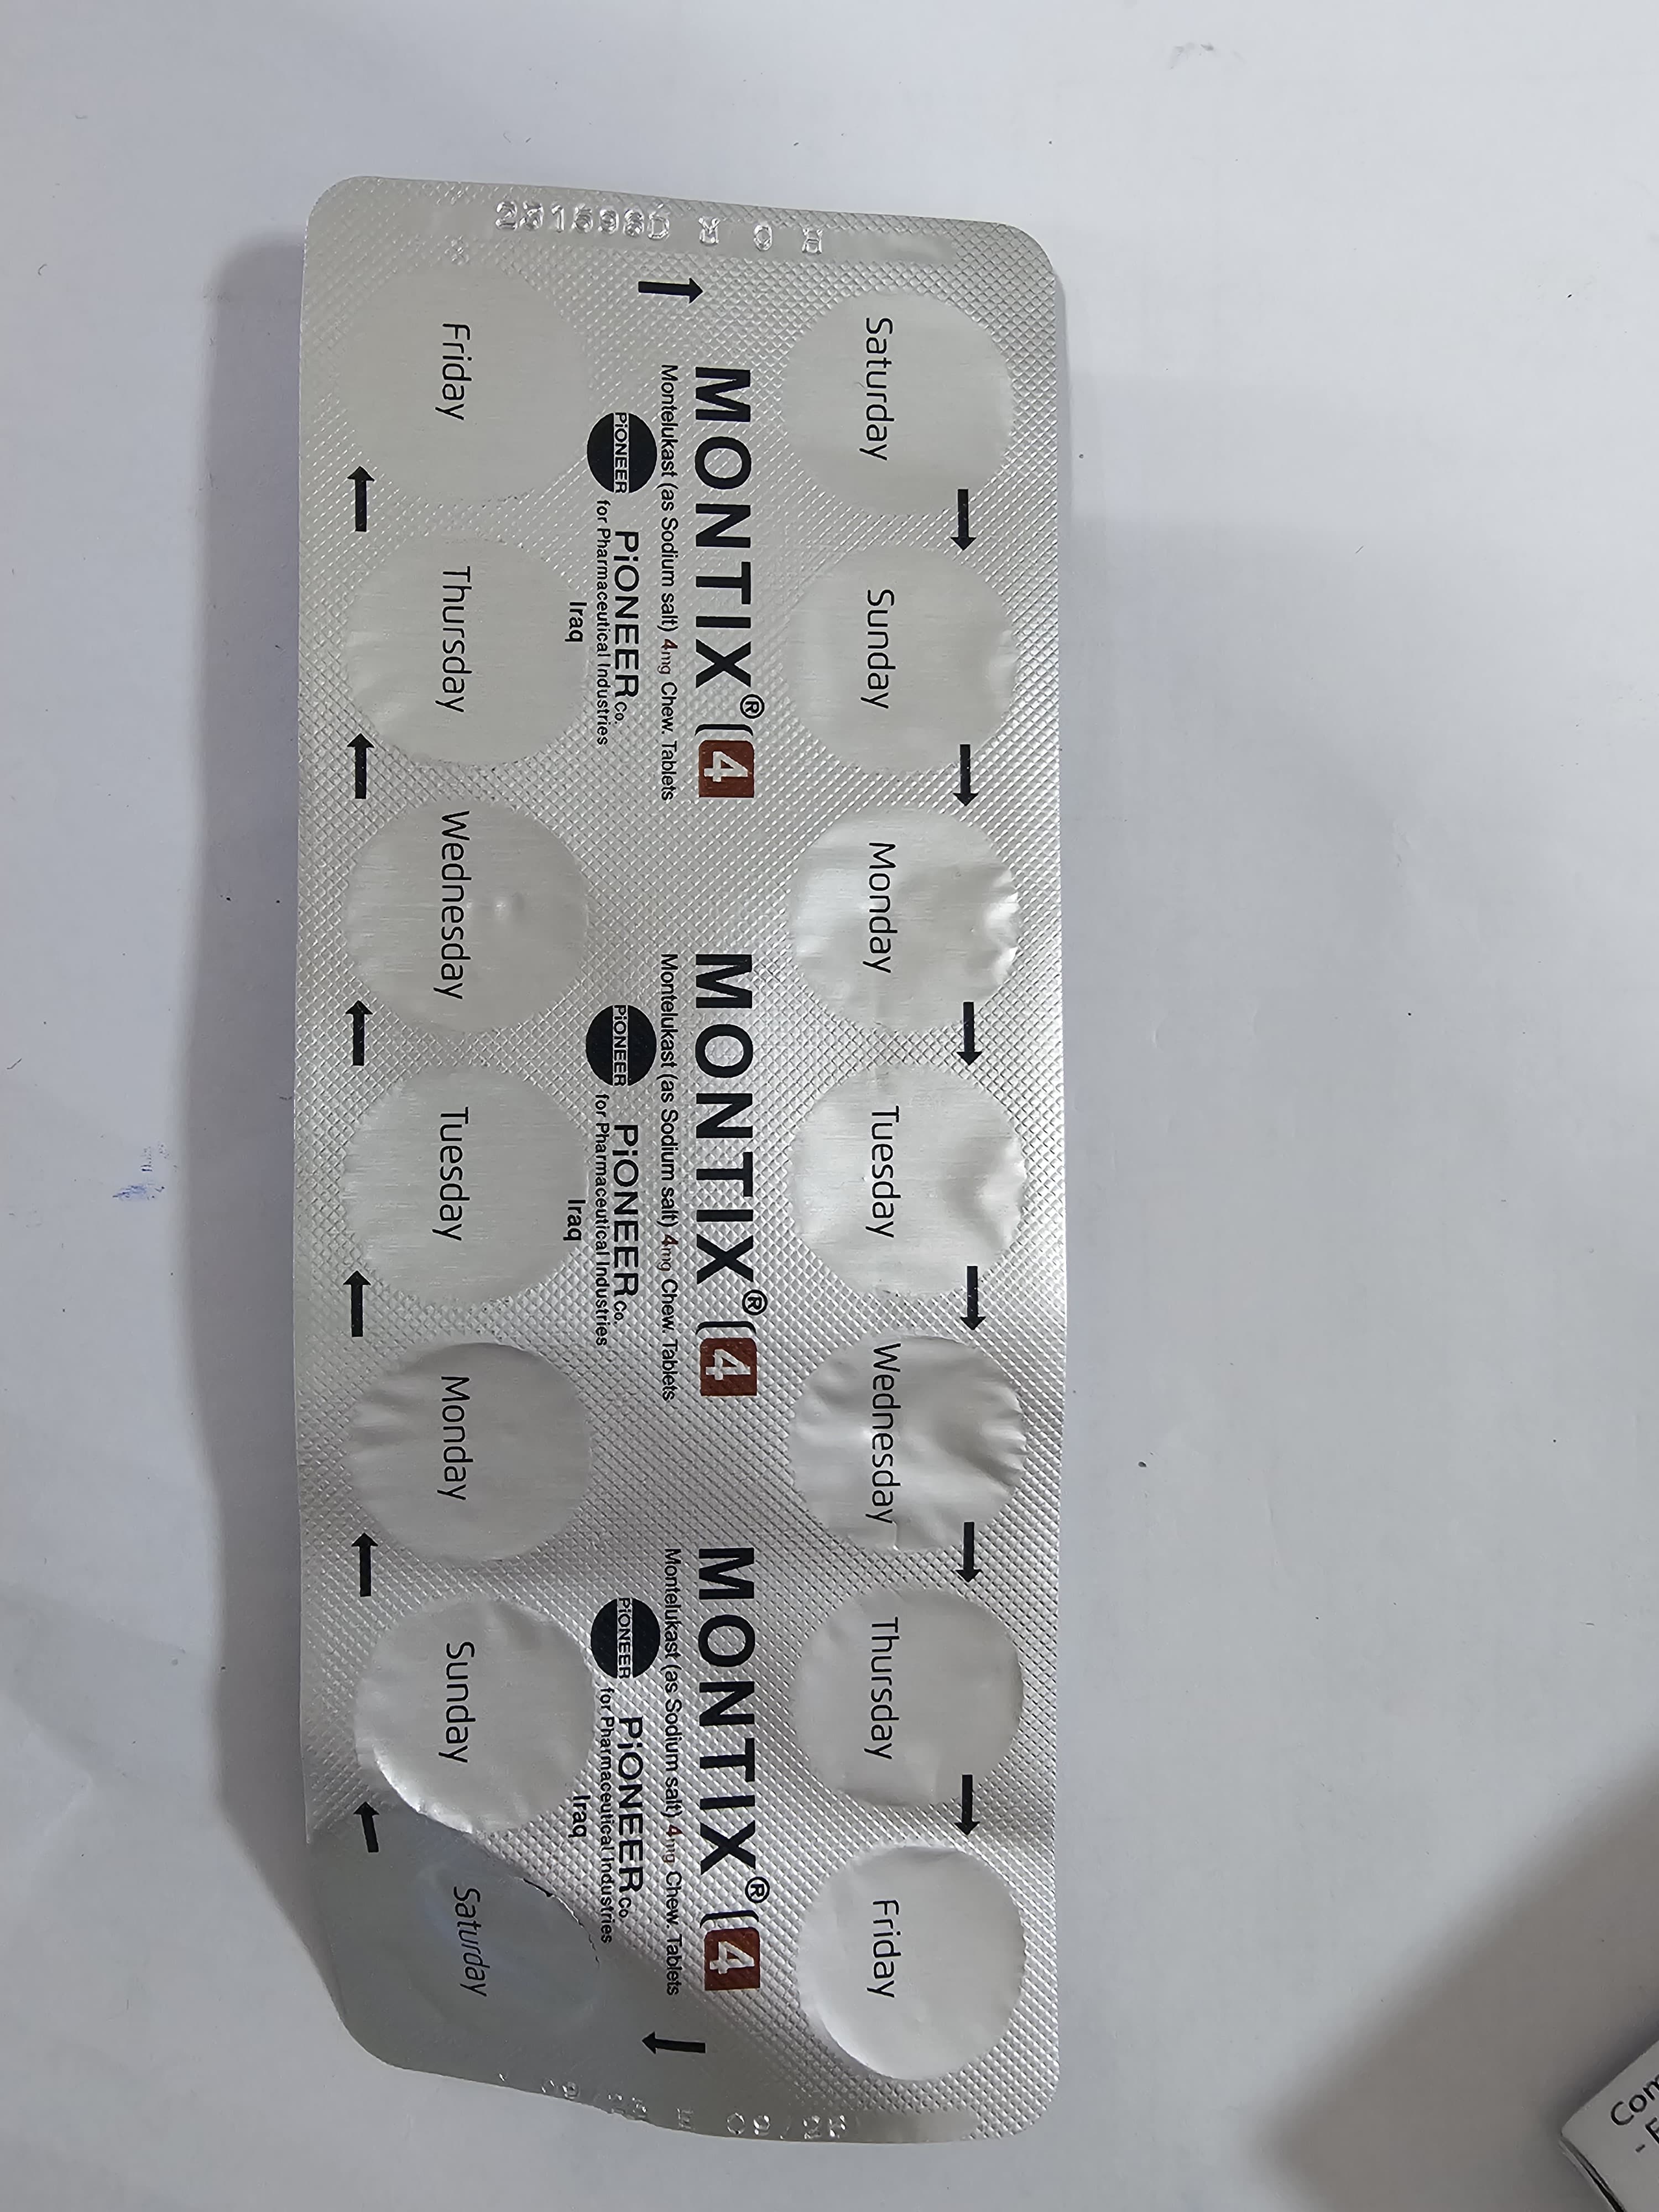 Saturday
Sunday
Monday
Tuesday
Wednesday
Thursday
Friday
MONTIX® 4
Montelukast (as Sodium salt) 4mg Chew. Tablets
PiONEER
PiONEER Co.
for Pharmaceutical Industries
Iraq
MONTIX® 4
Montelukast (as Sodium salt) 4mg Chew. Tablets
PiONEER
PiONEER Co.
for Pharmaceutical Industries
Iraq
MONTIX® 4
Montelukast (as Sodium salt) 4mg Chew. Tablets
PiONEER
PiONEER Co.
for Pharmaceutical Industries
Iraq
Friday
Thursday
Wednesday
Tuesday
Monday
Sunday
Saturday